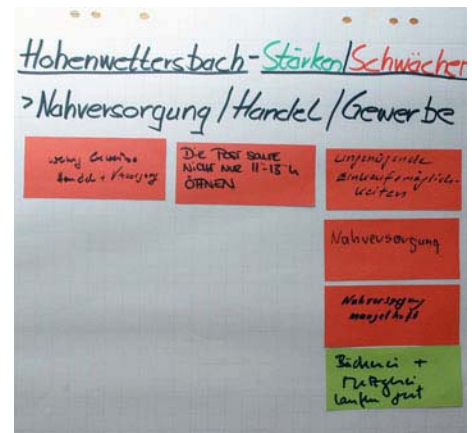 Hohenwettersbach - Stärken/Schwächen
> Nahversorgung / Handel / Gewerbe
wenig Gewerbe
Handel + Versorgung
Die Post sollte
nicht nur 11-13 h
öffnen
ungenügende
Einkaufsmöglich-
keiten
Nahversorgung
Nahversorgung
mangelhaft
Bäckerei +
Metzgerei
laufen gut